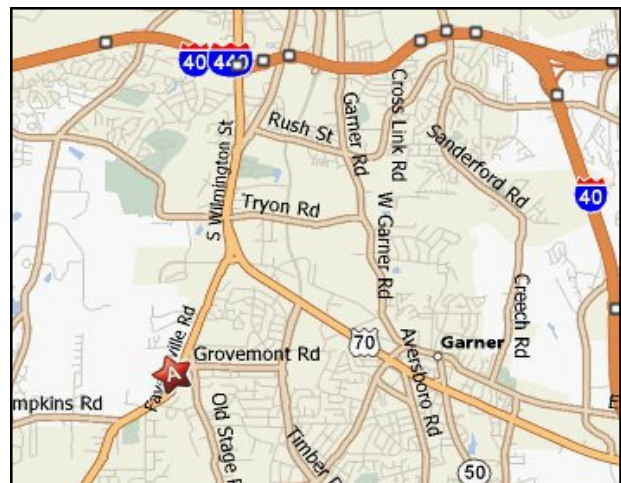 40
440
S Wilmington St
Rush St
Garner Rd
Cross Link Rd
Sanderford Rd
40
Tryon Rd
W Garner Rd
Creech Rd
70
Garner
Aversboro Rd
Grovemont Rd
A
mpkins Rd
Old Stage R
Timber
50
E